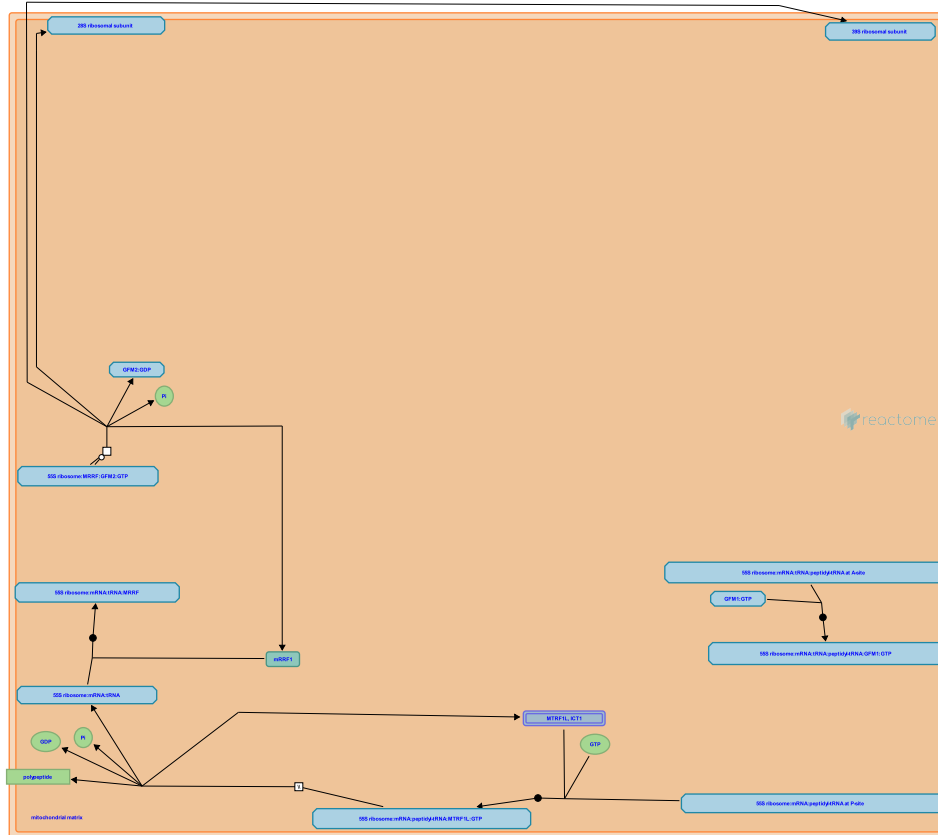 28S ribosomal subunit
39S ribosomal subunit
GFM2:GDP
Pi
reactome
55S ribosome:MRRF:GFM2:GTP
55S ribosome:mRNA:tRNA:peptidyl-tRNA at A-site
55S ribosome:mRNA:tRNA:MRRF
GFM1:GTP
55S ribosome:mRNA:tRNA:peptidyl-tRNA:GFM1:GTP
mRRF1
55S ribosome:mRNA:tRNA
MTRF1L, ICT1
GDP
Pi
GTP
polypeptide
55S ribosome:mRNA:peptidyl-tRNA at P-site
mitochondrial matrix
55S ribosome:mRNA:peptidyl-tRNA:MTRF1L:GTP